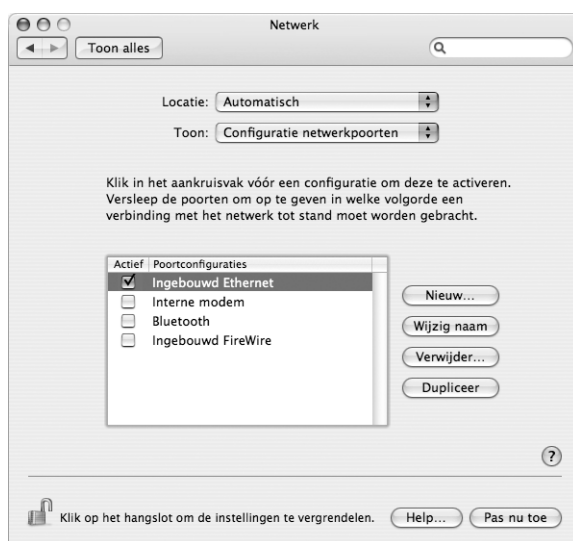 Netwerk
Toon alles
Locatie: Automatisch
Toon: Configuratie netwerkpoorten
Klik in het aankruisvak vóór een configuratie om deze te activeren.
Versleep de poorten om op te geven in welke volgorde een
verbinding met het netwerk tot stand moet worden gebracht.
Actief Poortconfiguraties
Ingebouwd Ethernet
Interne modem
Bluetooth
Ingebouwd FireWire
Nieuw...
Wijzig naam
Verwijder...
Dupliceer
?
Klik op het hangslot om de instellingen te vergrendelen. Help... Pas nu toe